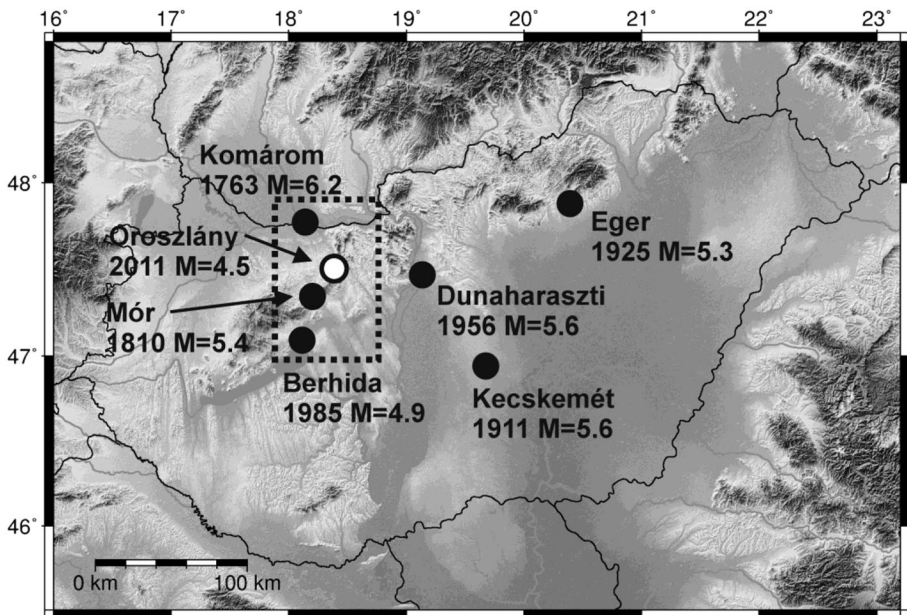 16° 17° 18° 19° 20° 21° 22° 23°
48°
47°
46°
Komárom
1763 M=6.2
Oroszlány
2011 M=4.5
Mór
1810 M=5.4
Berhida
1985 M=4.9
Eger
1925 M=5.3
Dunaharaszti
1956 M=5.6
Kecskemét
1911 M=5.6
0 km 100 km